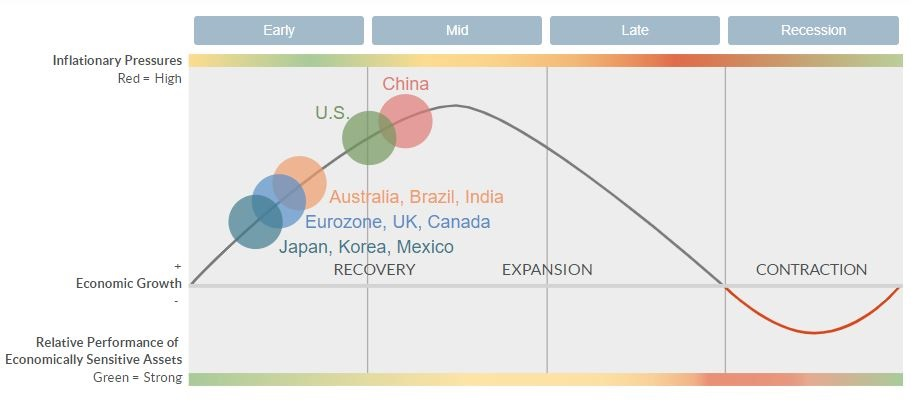 Early
Mid
Late
Recession
Inflationary Pressures
Red = High
China
U.S.
Australia, Brazil, India
Eurozone, UK, Canada
Japan, Korea, Mexico
RECOVERY
EXPANSION
CONTRACTION
+
Economic Growth
-
Relative Performance of
Economically Sensitive Assets
Green = Strong